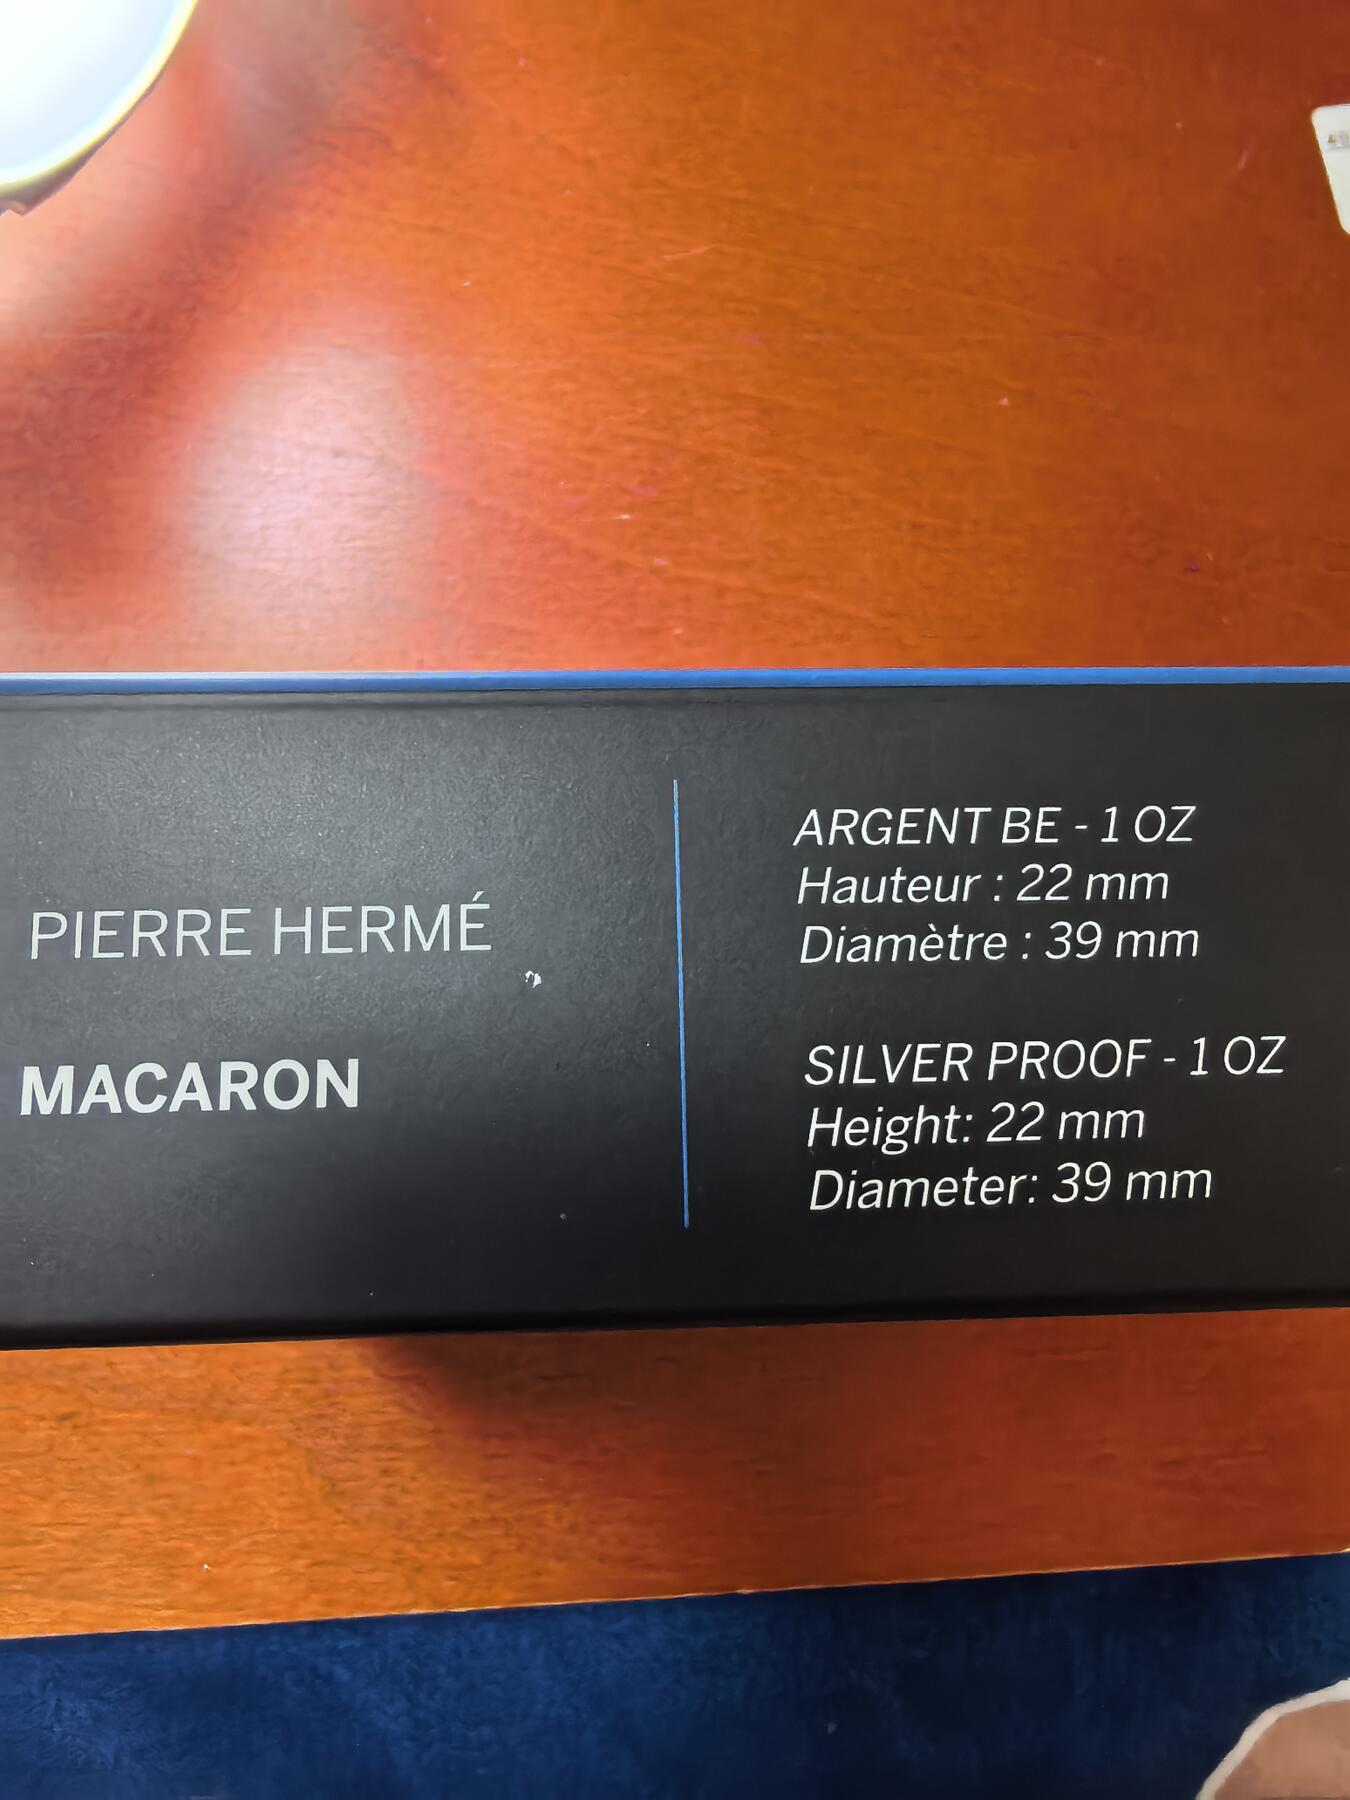 PIERRE HERMÉ
MACARON
ARGENT BE - 1 OZ
Hauteur : 22 mm
Diamètre : 39 mm
SILVER PROOF - 1 OZ
Height: 22 mm
Diameter: 39 mm